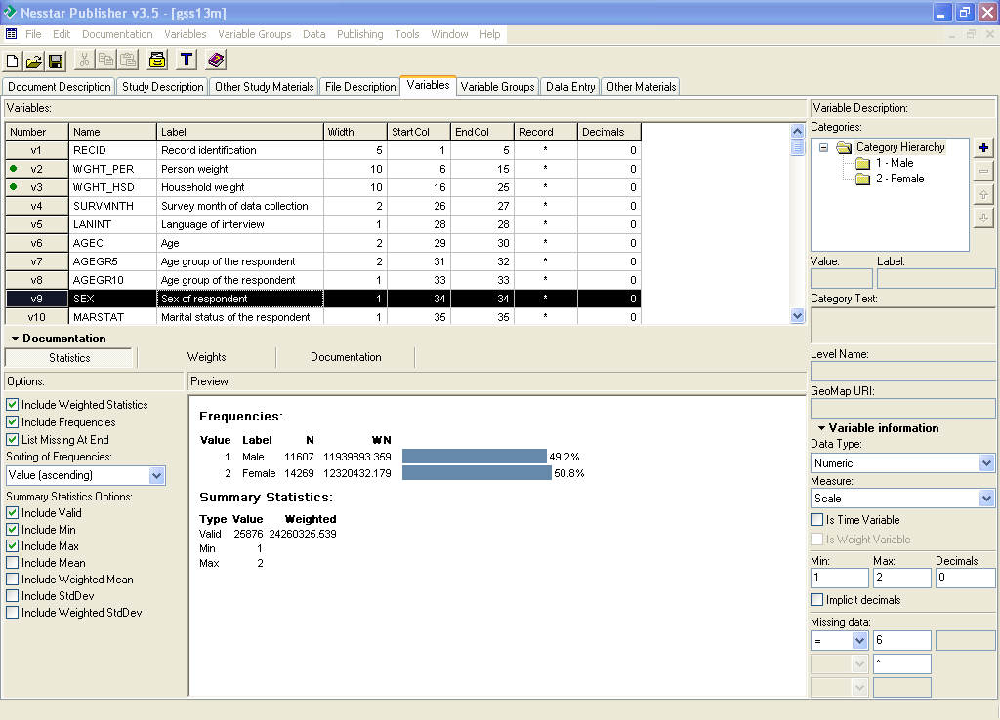 Nesstar Publisher v3.5 - [gss13m]
File Edit Documentation Variables Variable Groups Data Publishing Tools Window Help
T
Document Description Study Description Other Study Materials File Description Variables Variable Groups Data Entry Other Materials
Variables:
Number Name Label Width StartCol EndCol Record Decimals
v1 RECID Record identification 5 1 5 * 0
v2 WGHT_PER Person weight 10 6 15 * 0
v3 WGHT_HSD Household weight 10 16 25 * 0
v4 SURVMNTH Survey month of data collection 2 26 27 * 0
v5 LANINT Language of interview 1 28 28 * 0
v6 AGEC Age 2 29 30 * 0
v7 AGEGR5 Age group of the respondent 2 31 32 * 0
v8 AGEGR10 Age group of the respondent 1 33 33 * 0
v9 SEX Sex of respondent 1 34 34 * 0
v10 MARSTAT Marital status of the respondent 1 35 35 * 0
Documentation
Statistics Weights Documentation
Options:
Include Weighted Statistics
Include Frequencies
List Missing At End
Sorting of Frequencies:
Value (ascending)
Summary Statistics Options:
Include Valid
Include Min
Include Max
Include Mean
Include Weighted Mean
Include StdDev
Include Weighted StdDev
Preview:
Frequencies:
Value Label N WN
1 Male 11607 11939893.359 49.2%
2 Female 14269 12320432.179 50.8%
Summary Statistics:
Type Value Weighted
Valid 25876 24260325.539
Min 1
Max 2
Variable Description:
Categories:
Category Hierarchy
1 - Male
2 - Female
Value: Label:
Category Text:
Level Name:
GeoMap URI:
Variable information
Data Type:
Numeric
Measure:
Scale
Is Time Variable
Is Weight Variable
Min: Max: Decimals:
1 2 0
Implicit decimals
Missing data:
= 6
*